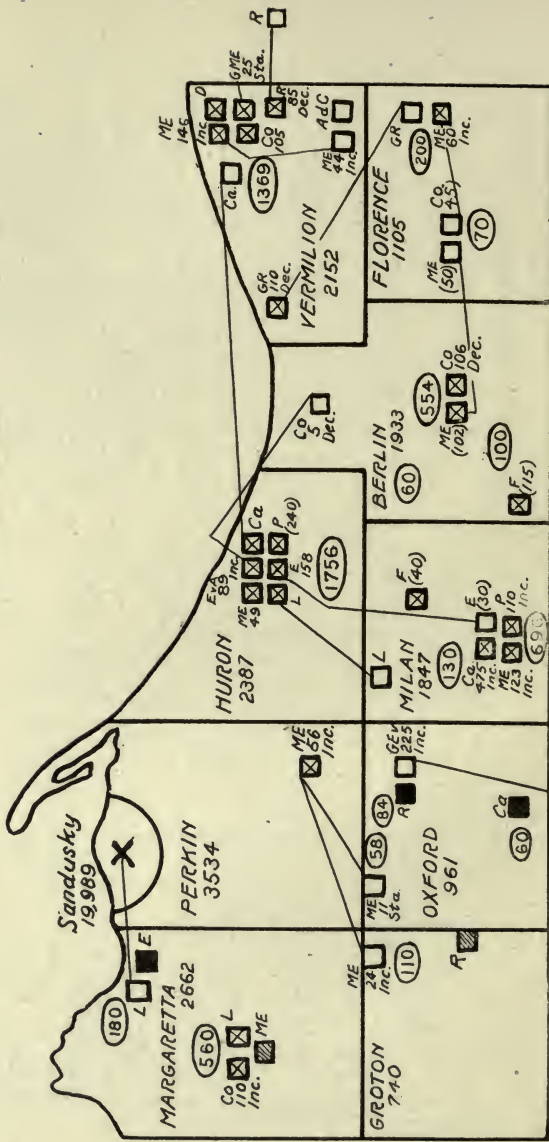 Sandusky
19,989
180
L
E
MARGARETTA
2662
560
Co
110
Inc.
L
ME
PERKIN
3534
ME
56
Inc.
HURON
2387
EvA
89
Inc.
Ca
ME
49
L
E
158
P
(240)
1756
Co
5
Dec.
VERMILION
2152
GR
110
Dec.
Ca.
1369
ME
146
Inc.
D
GME
25
Sta.
Co
105
R
85
Dec.
R
ME
44
Inc.
AdC
GROTON
740
ME
24
Inc.
110
R
OXFORD
961
ME
11
Sta.
58
84
R
GEv
225
Inc.
Ca
60
MILAN
1847
L
130
F
(40)
Ca
475
Inc.
E
(30)
ME
123
Inc.
P
110
Inc.
690
BERLIN
1933
60
554
ME
(102)
Co
106
Dec.
100
F
(115)
FLORENCE
1105
GR
200
ME
60
Inc.
ME
(50)
Co
(45)
70